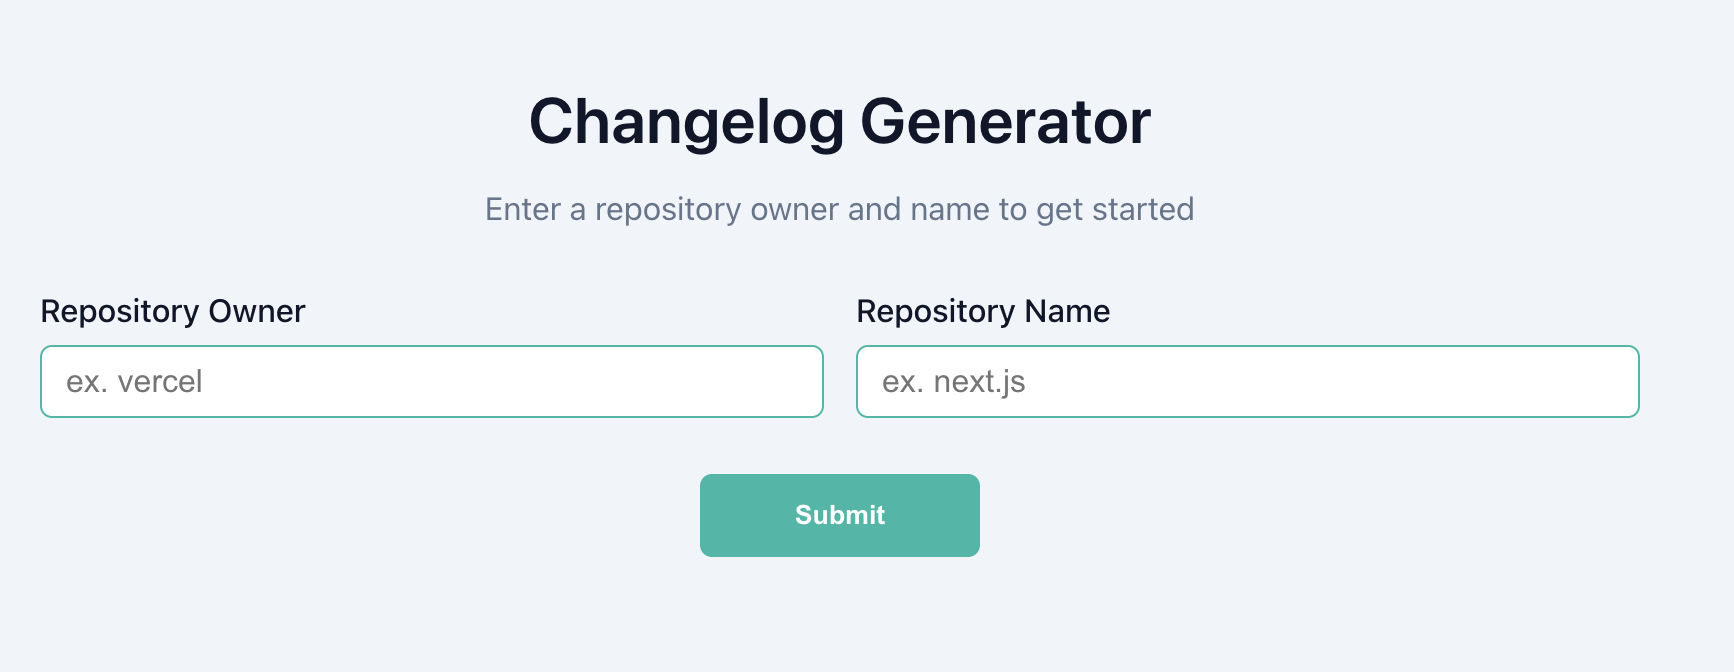 Changelog Generator
Enter a repository owner and name to get started
Repository Owner
ex. vercel
Repository Name
ex. next.js
Submit